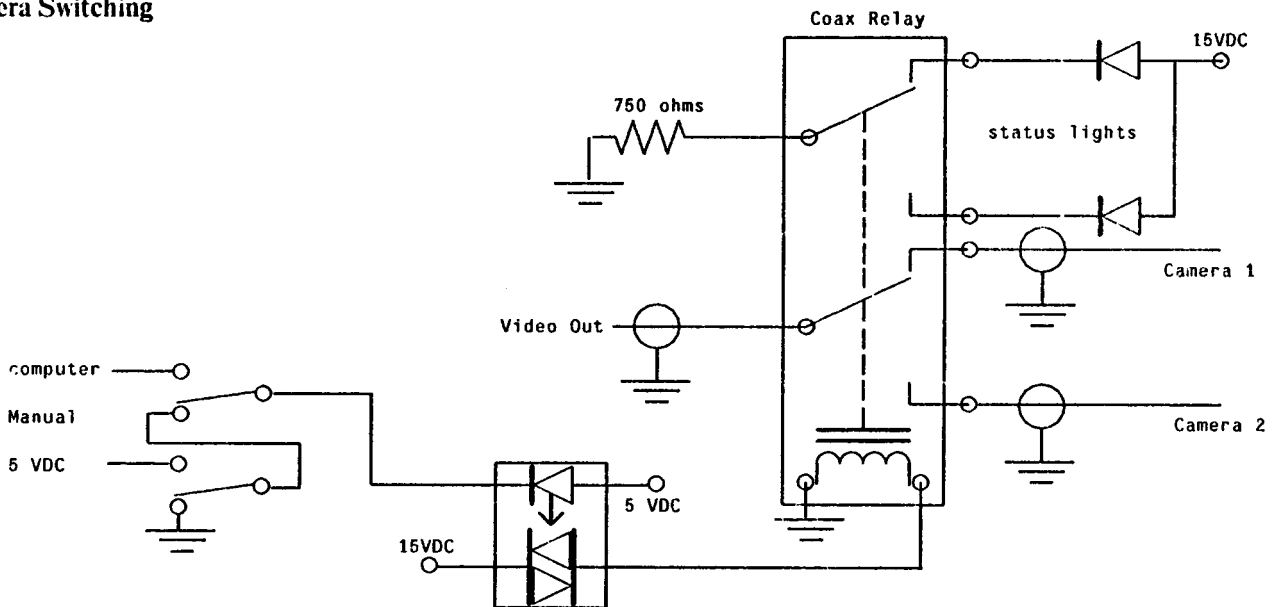 era Switching
Coax Relay
15VDC
750 ohms
status lights
Camera 1
Video Out
computer
Manual
Camera 2
5 VDC
5 VDC
15VDC